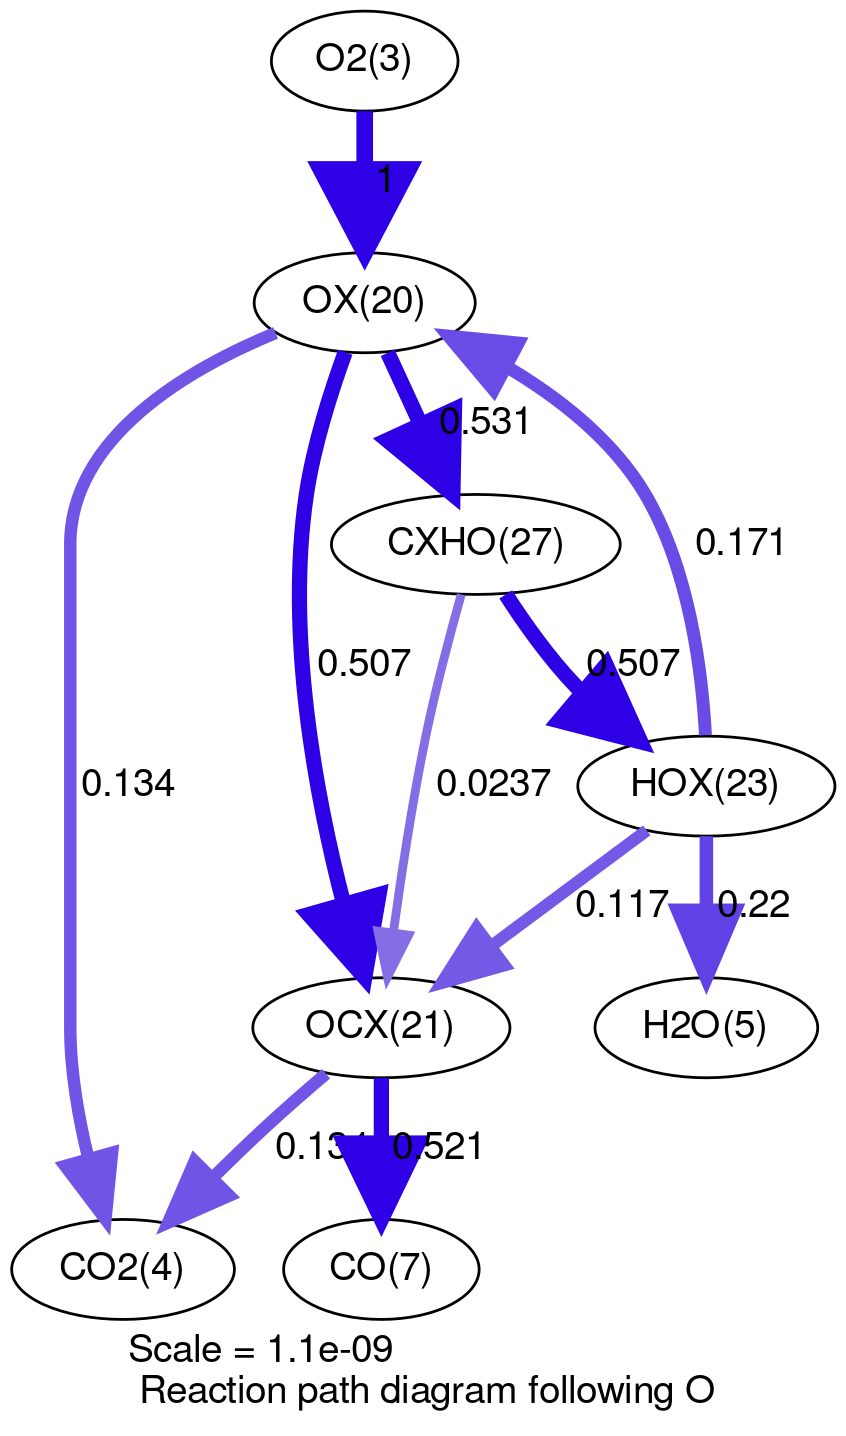 O2(3)
1
OX(20)
0.531
CXHO(27)
0.171
0.507
0.507
0.134
0.0237
HOX(23)
0.117
0.22
OCX(21)
H2O(5)
0.134
0.521
CO2(4)
CO(7)
Scale = 1.1e-09
Reaction path diagram following O